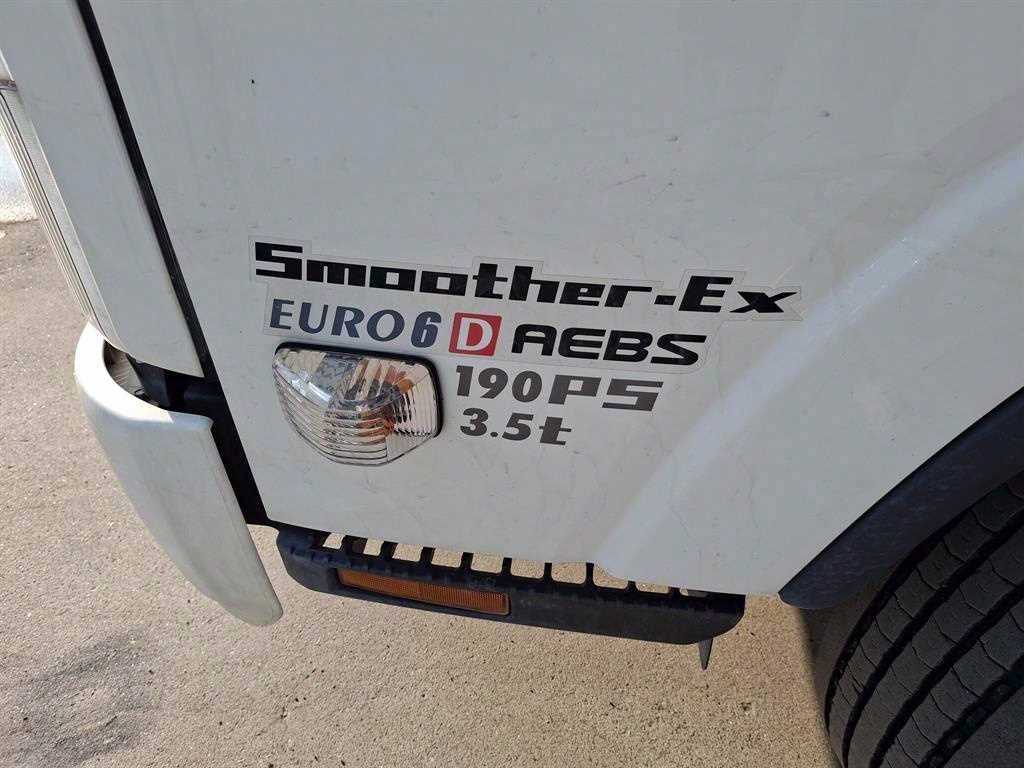 Smoother-Ex
EURO6 D AEBS
190PS
3.5t